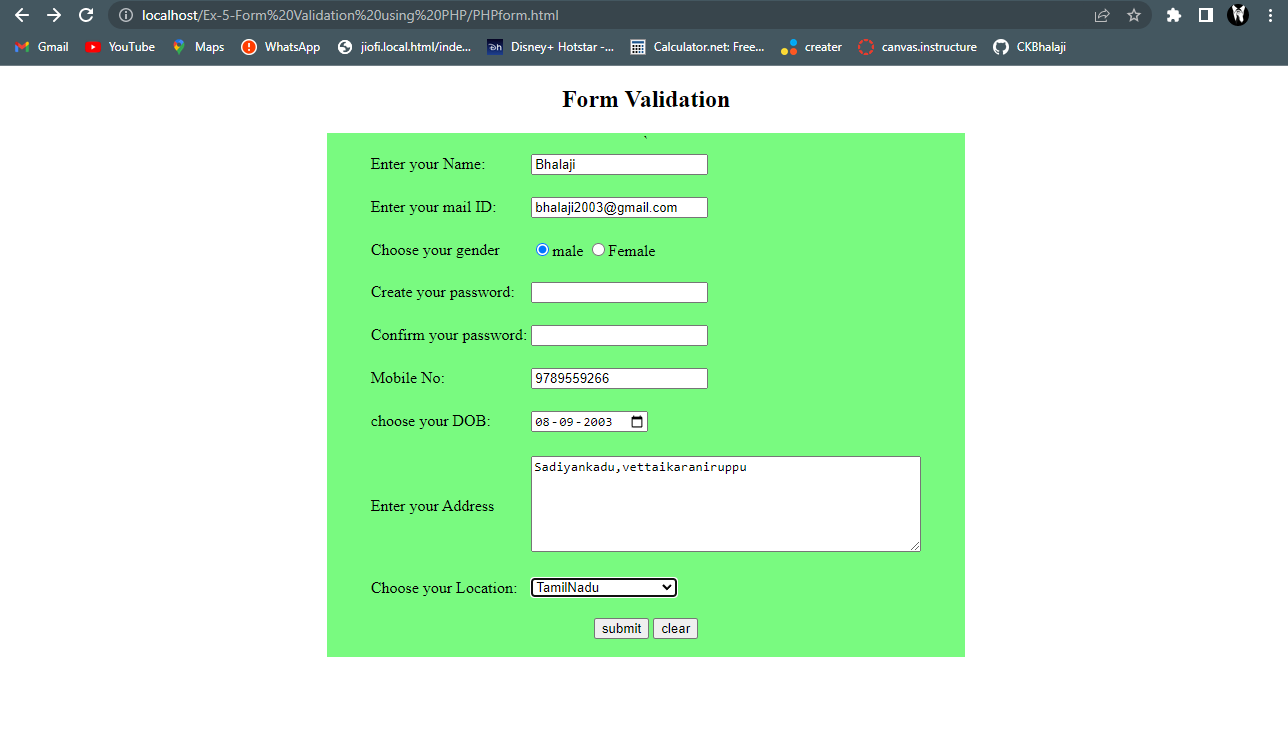 localhost/Ex-5-Form%20Validation%20using%20PHP/PHPform.html
Gmail YouTube Maps WhatsApp jiofi.local.html/inde... Disney+ Hotstar -... Calculator.net: Free... creater canvas.instructure CKBhalaji
Form Validation
`
Enter your Name: Bhalaji
Enter your mail ID: bhalaji2003@gmail.com
Choose your gender male Female
Create your password:
Confirm your password:
Mobile No: 9789559266
choose your DOB: 08-09-2003
Enter your Address Sadiyankadu,vettaikaraniruppu
Choose your Location: TamilNadu
submit clear